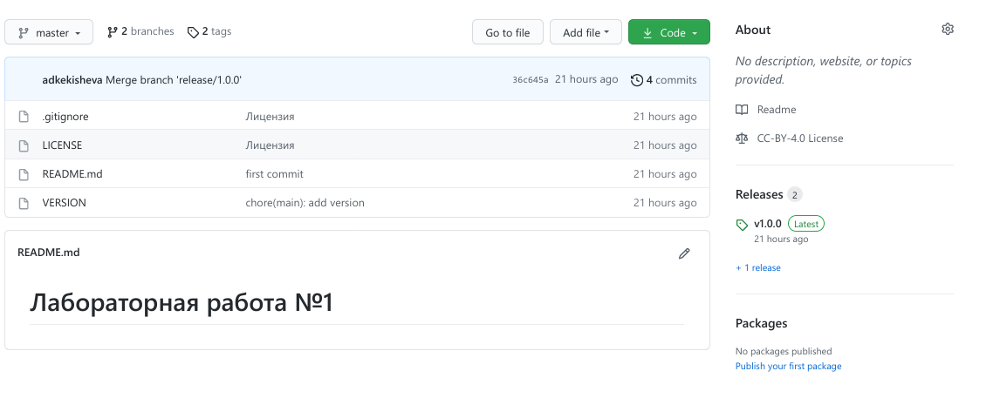 master 2 branches 2 tags Go to file Add file Code
adkekisheva Merge branch 'release/1.0.0' 36c645a 21 hours ago 4 commits
.gitignore Лицензия 21 hours ago
LICENSE Лицензия 21 hours ago
README.md first commit 21 hours ago
VERSION chore(main): add version 21 hours ago
README.md
Лабораторная работа №1
About
No description, website, or topics
provided.
Readme
CC-BY-4.0 License
Releases 2
v1.0.0 Latest
21 hours ago
+ 1 release
Packages
No packages published
Publish your first package